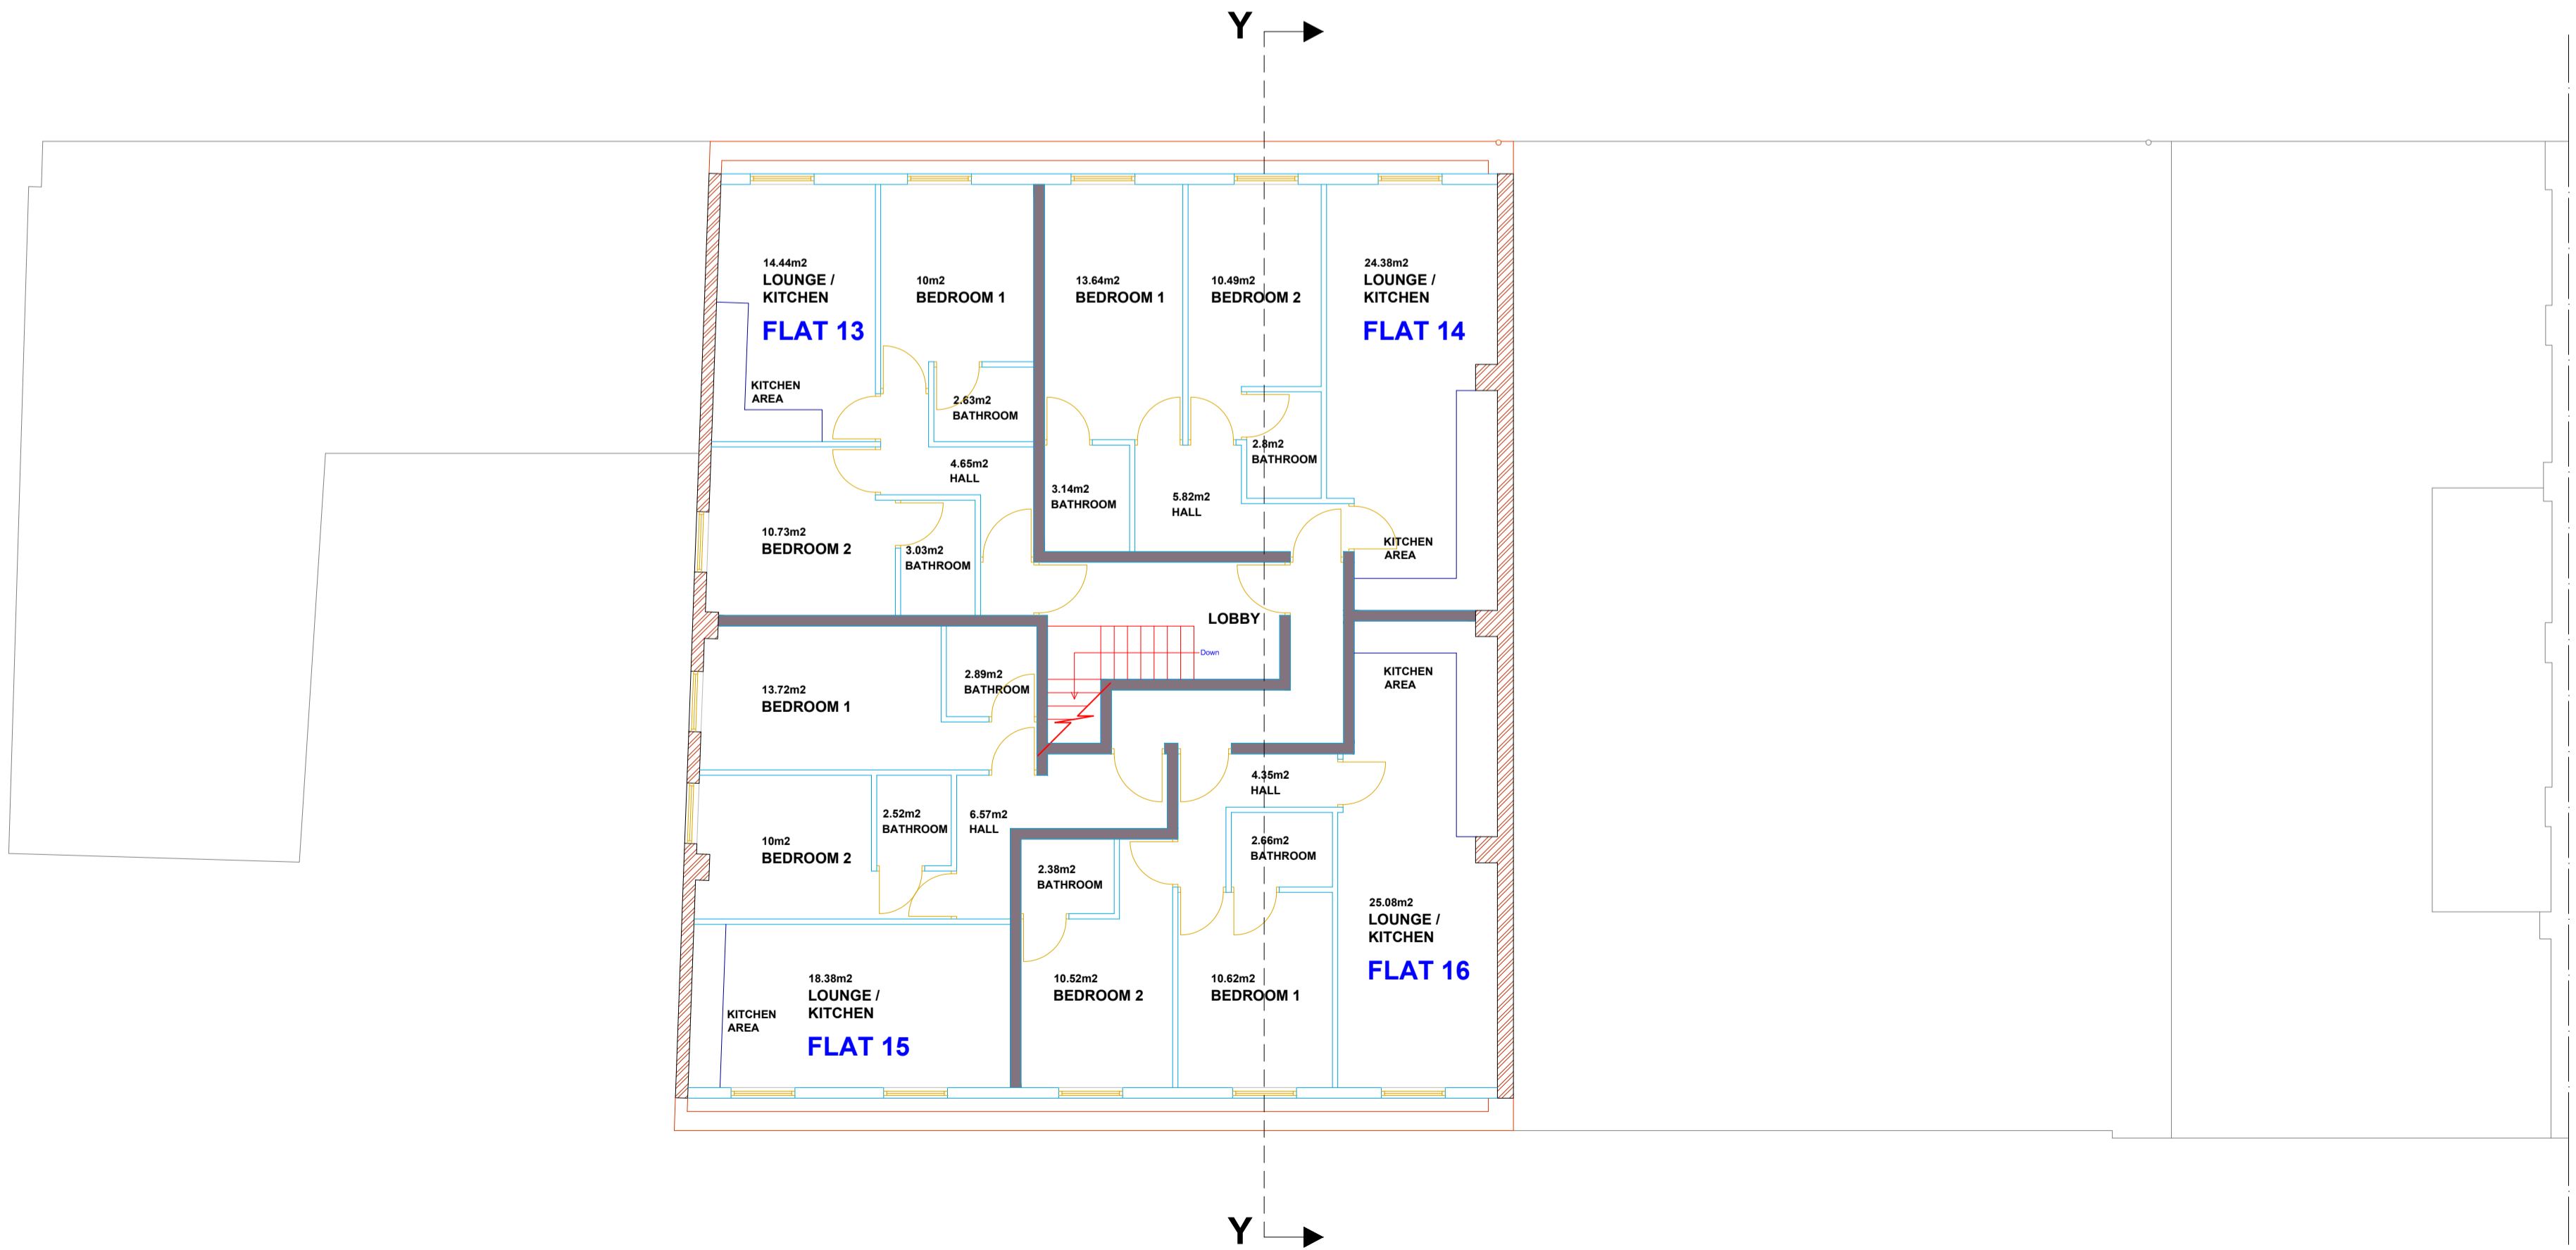 Y
14.44m2
LOUNGE /
KITCHEN
FLAT 13
KITCHEN
AREA
10m2
BEDROOM 1
2.63m2
BATHROOM
4.65m2
HALL
10.73m2
BEDROOM 2
3.03m2
BATHROOM
13.64m2
BEDROOM 1
10.49m2
BEDROOM 2
24.38m2
LOUNGE /
KITCHEN
FLAT 14
2.8m2
BATHROOM
3.14m2
BATHROOM
5.82m2
HALL
KITCHEN
AREA
LOBBY
Down
13.72m2
BEDROOM 1
2.89m2
BATHROOM
10m2
BEDROOM 2
2.52m2
BATHROOM
6.57m2
HALL
18.38m2
LOUNGE /
KITCHEN
FLAT 15
KITCHEN
AREA
KITCHEN
AREA
4.35m2
HALL
2.66m2
BATHROOM
2.38m2
BATHROOM
10.52m2
BEDROOM 2
10.62m2
BEDROOM 1
25.08m2
LOUNGE /
KITCHEN
FLAT 16
Y